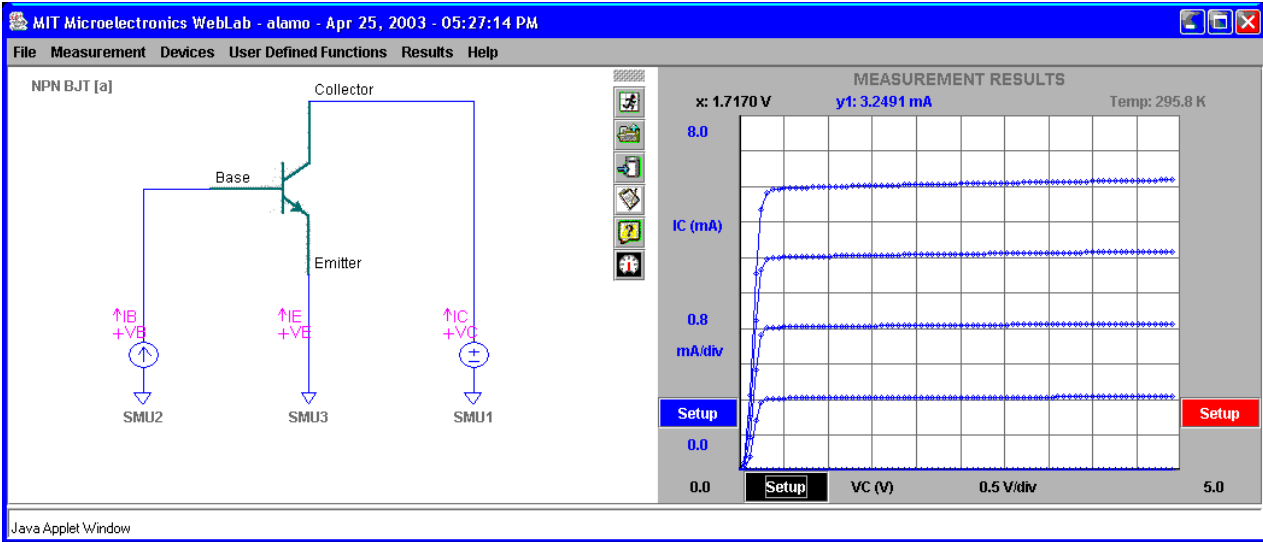 MIT Microelectronics WebLab - alamo - Apr 25, 2003 - 05:27:14 PM
File Measurement Devices User Defined Functions Results Help
NPN BJT [a]
Collector
Base
Emitter
↑IB
+VB
↑IE
+VE
↑IC
+VC
SMU2
SMU3
SMU1
MEASUREMENT RESULTS
x: 1.7170 V
y1: 3.2491 mA
Temp: 295.8 K
8.0
IC (mA)
0.8
mA/div
Setup
Setup
0.0
0.0
Setup
VC (V)
0.5 V/div
5.0
Java Applet Window